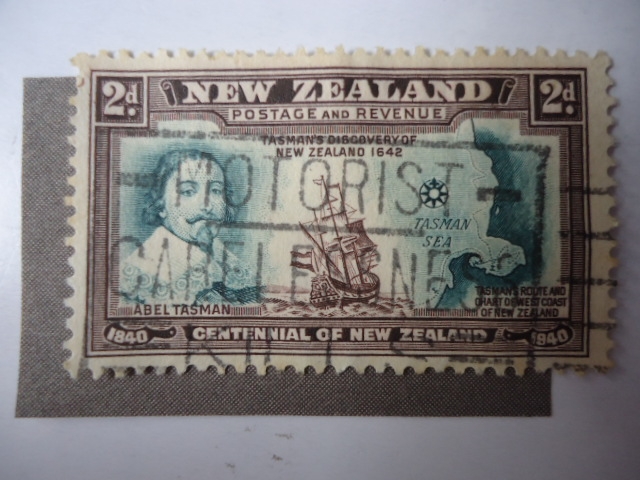 2d. NEW ZEALAND 2d.
POSTAGE AND REVENUE
TASMAN'S DISCOVERY OF
NEW ZEALAND 1642
MOTORIST
TASMAN
SEA
CARELESSNESS
TASMAN'S ROUTE AND
CHART OF WEST COAST
OF NEW ZEALAND
ABEL TASMAN
1840 CENTENNIAL OF NEW ZEALAND 1940